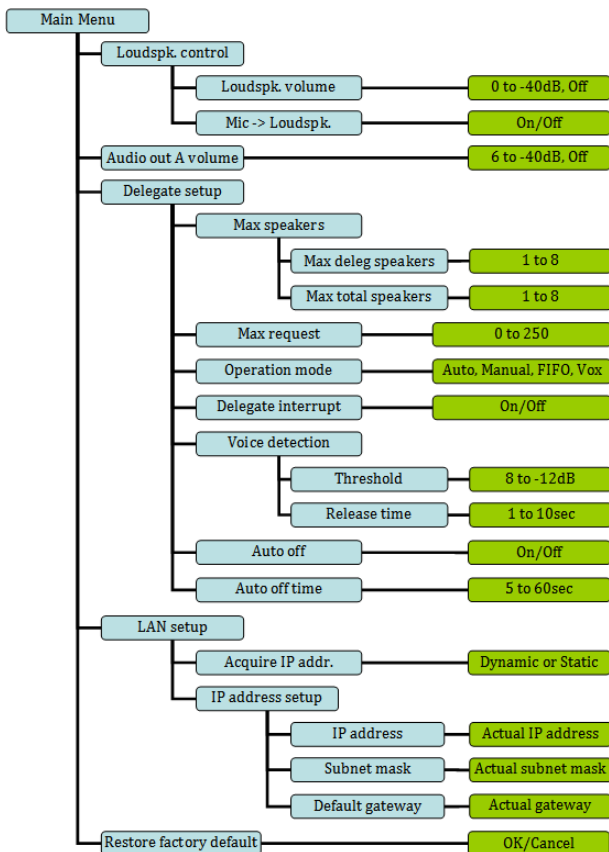 Main Menu
Loudspk. control
Loudspk. volume 0 to -40dB, Off
Mic -> Loudspk. On/Off
Audio out A volume 6 to -40dB, Off
Delegate setup
Max speakers
Max deleg speakers 1 to 8
Max total speakers 1 to 8
Max request 0 to 250
Operation mode Auto, Manual, FIFO, Vox
Delegate interrupt On/Off
Voice detection
Threshold 8 to -12dB
Release time 1 to 10sec
Auto off On/Off
Auto off time 5 to 60sec
LAN setup
Acquire IP addr. Dynamic or Static
IP address setup
IP address Actual IP address
Subnet mask Actual subnet mask
Default gateway Actual gateway
Restore factory default OK/Cancel